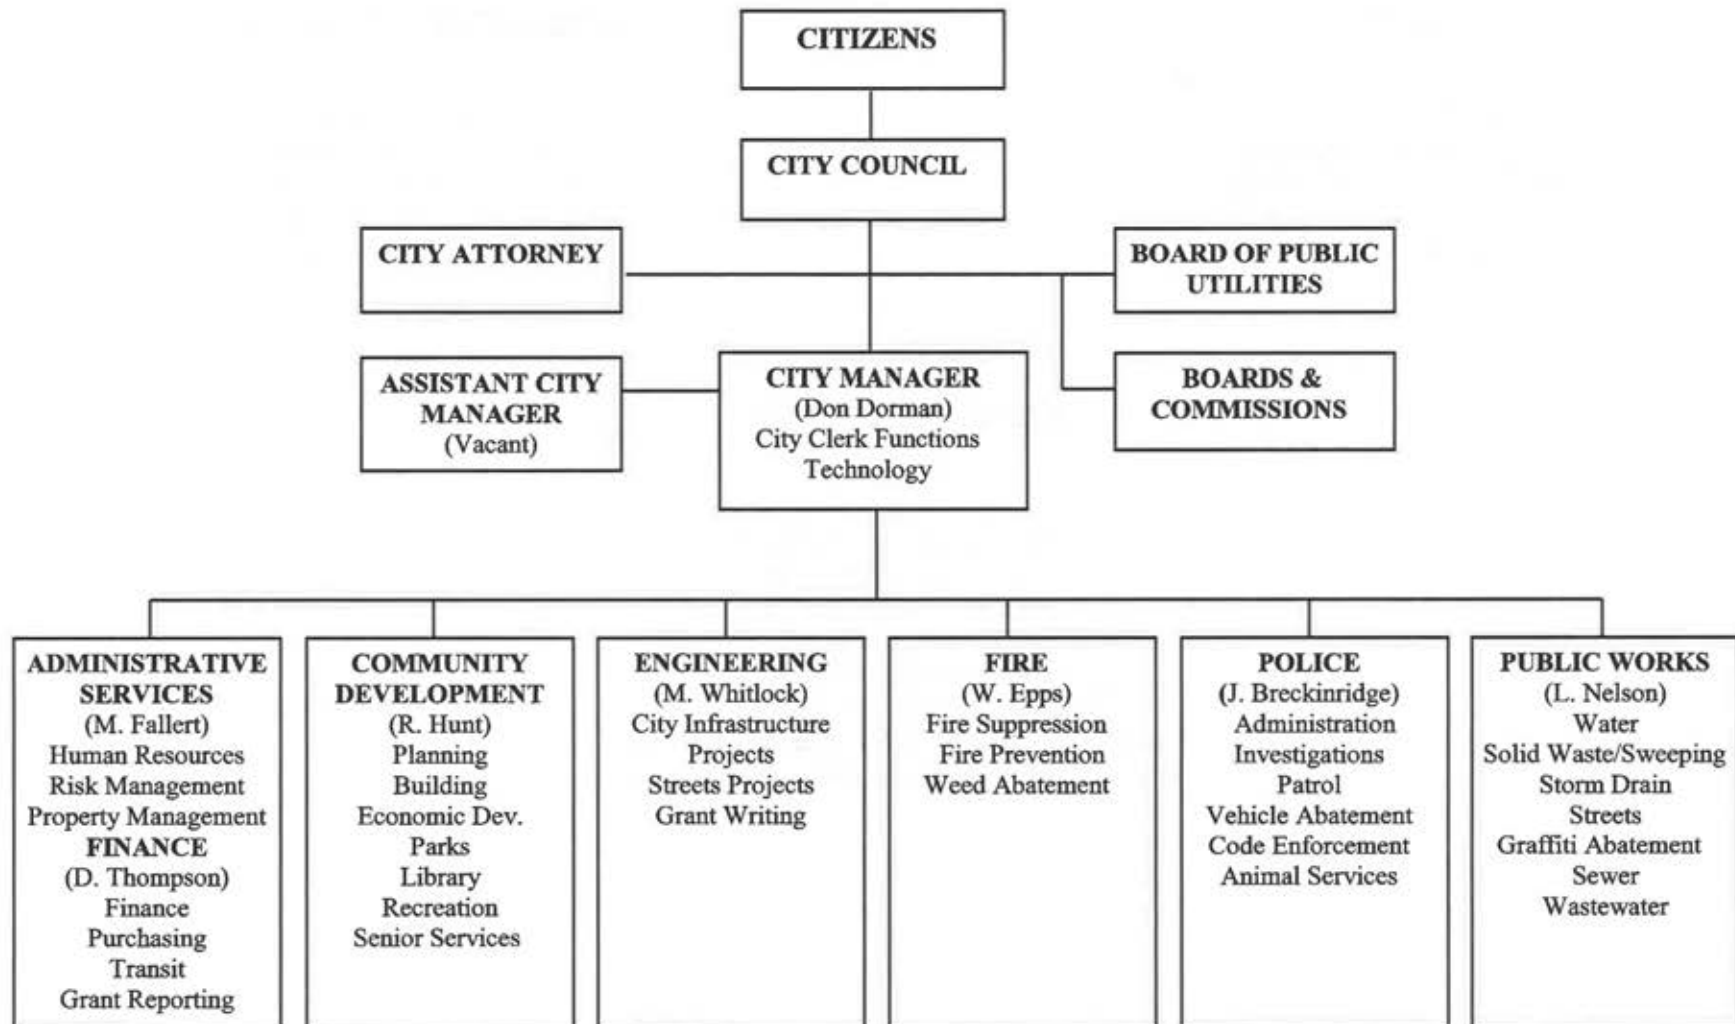 CITIZENS
CITY COUNCIL
CITY ATTORNEY
BOARD OF PUBLIC
UTILITIES
ASSISTANT CITY
MANAGER
(Vacant)
CITY MANAGER
(Don Dorman)
City Clerk Functions
Technology
BOARDS &
COMMISSIONS
ADMINISTRATIVE
SERVICES
(M. Fallert)
Human Resources
Risk Management
Property Management
FINANCE
(D. Thompson)
Finance
Purchasing
Transit
Grant Reporting
COMMUNITY
DEVELOPMENT
(R. Hunt)
Planning
Building
Economic Dev.
Parks
Library
Recreation
Senior Services
ENGINEERING
(M. Whitlock)
City Infrastructure
Projects
Streets Projects
Grant Writing
FIRE
(W. Epps)
Fire Suppression
Fire Prevention
Weed Abatement
POLICE
(J. Breckinridge)
Administration
Investigations
Patrol
Vehicle Abatement
Code Enforcement
Animal Services
PUBLIC WORKS
(L. Nelson)
Water
Solid Waste/Sweeping
Storm Drain
Streets
Graffiti Abatement
Sewer
Wastewater